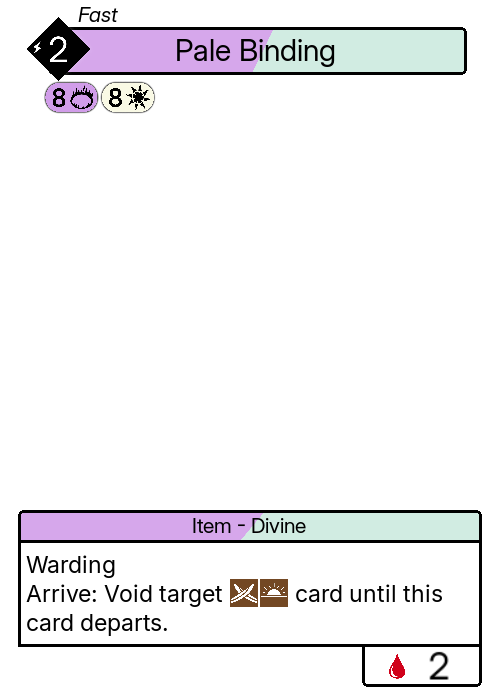 Fast
2
Pale Binding
8 8
Item - Divine
Warding
Arrive: Void target card until this
card departs.
2